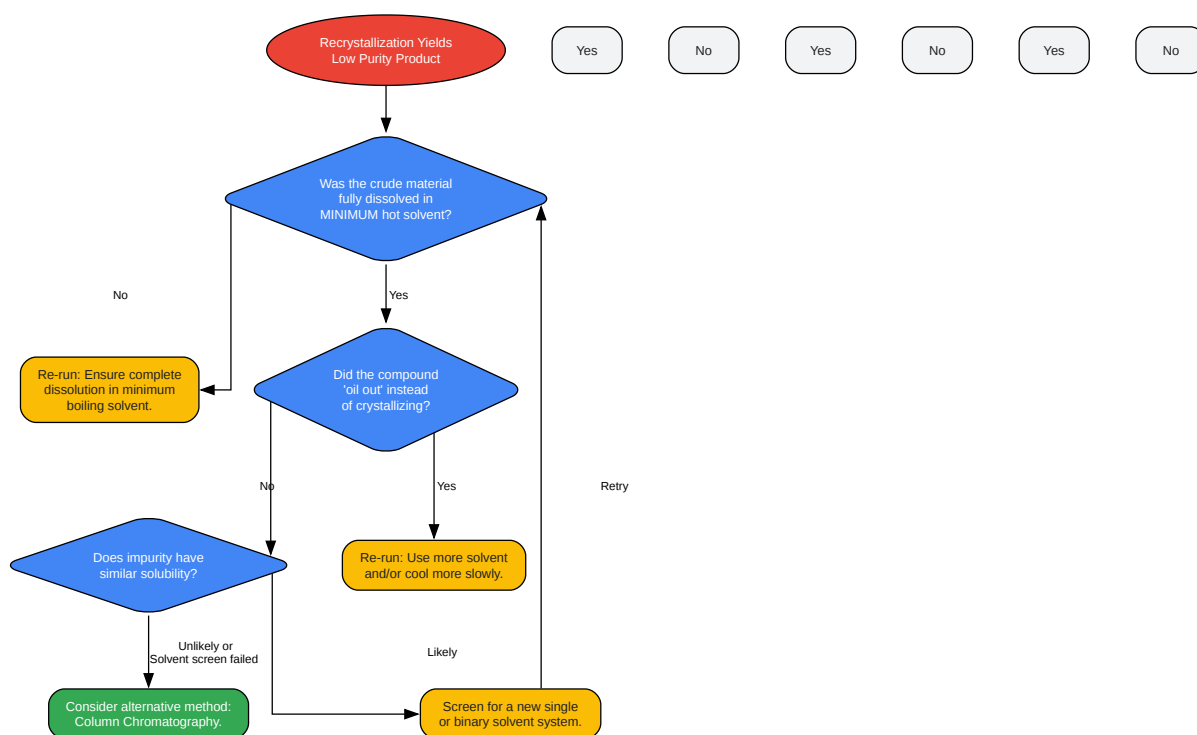 Recrystallization Yields
Low Purity Product
Yes
No
Yes
No
Yes
No
Was the crude material
fully dissolved in
MINIMUM hot solvent?
No
Yes
Re-run: Ensure complete
dissolution in minimum
boiling solvent.
Did the compound
'oil out' instead
of crystallizing?
No
Yes
Retry
Does impurity have
similar solubility?
Re-run: Use more solvent
and/or cool more slowly.
Unlikely or
Solvent screen failed
Likely
Consider alternative method:
Column Chromatography.
Screen for a new single
or binary solvent system.